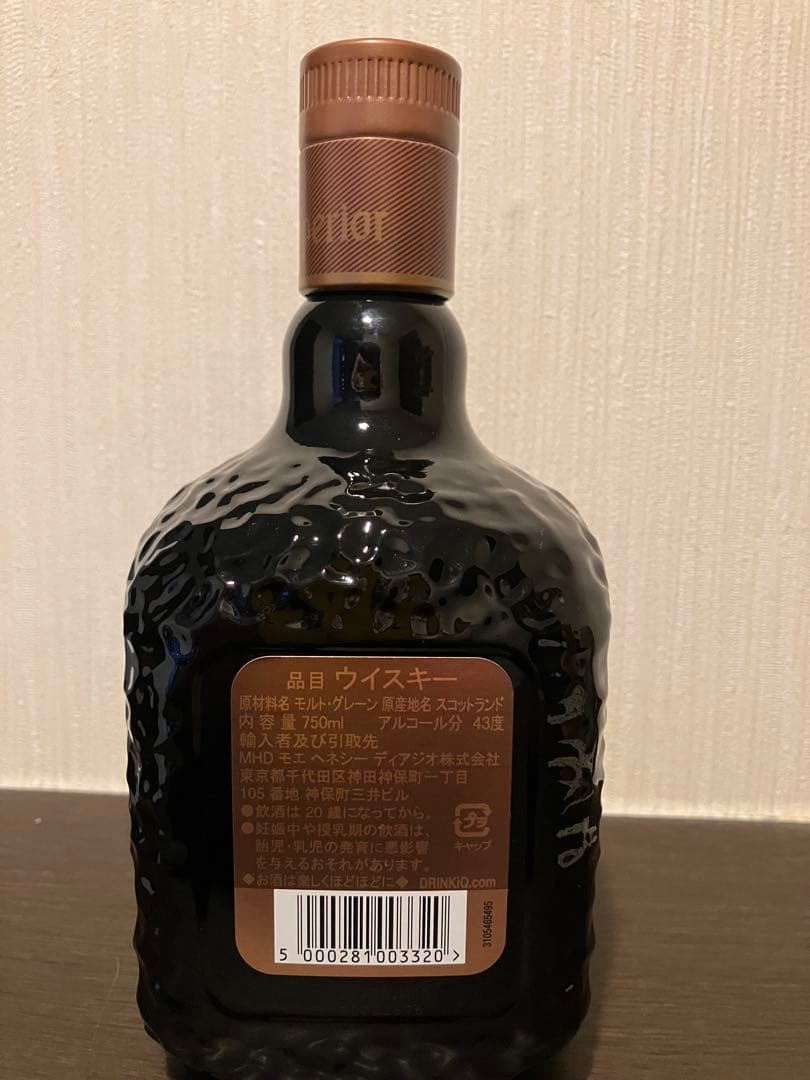 erior
品目 ウイスキー
原材料名 モルト・グレーン 原産地名 スコットランド
内 容 量 750ml アルコール分 43度
輸入者及び引取先
MHD モエ ヘネシー ディアジオ株式会社
東京都千代田区神田神保町一丁目
105 番地 神保町三井ビル
●飲酒は 20 歳になってから。
●妊娠中や授乳期の飲酒は、
胎児・乳児の発育に悪影響
を与えるおそれがあります。
プラ
キャップ
◆お酒は楽しくほどほどに◆ DRINKiQ.com
5 000281 003320 >
3105465495